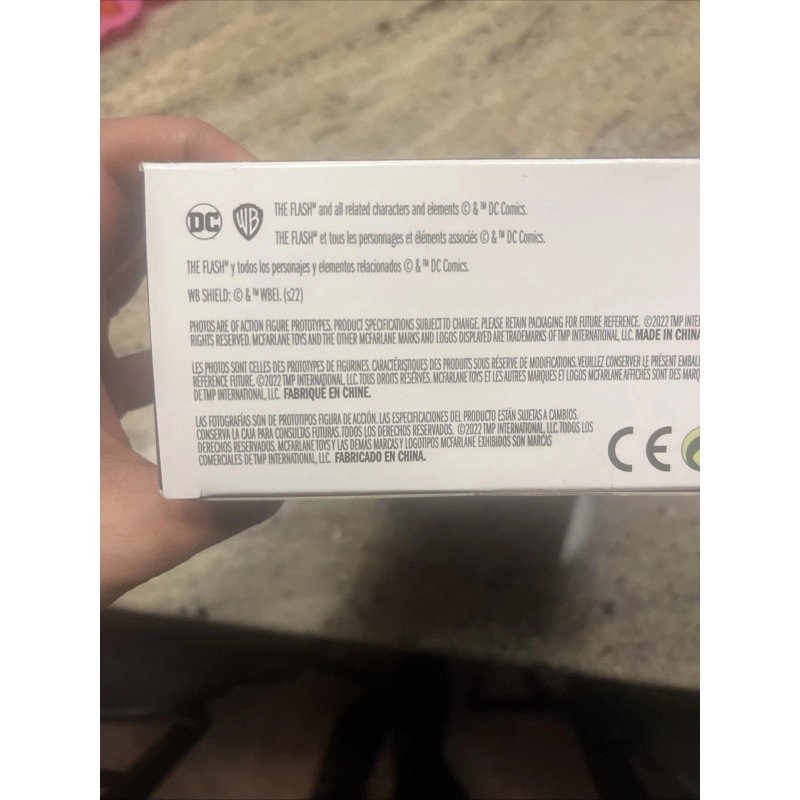 DC WB THE FLASH™ and all related characters and elements © & ™ DC Comics.
THE FLASH™ et tous les personnages et éléments associés © & ™ DC Comics.
THE FLASH™ y todos los personajes y elementos relacionados © & ™ DC Comics.
WB SHIELD: © & ™ WBEI. (s22)
PHOTOS ARE OF ACTION FIGURE PROTOTYPES. PRODUCT SPECIFICATIONS SUBJECT TO CHANGE. PLEASE RETAIN PACKAGING FOR FUTURE REFERENCE. ©2022 TMP INTE
RIGHTS RESERVED. MCFARLANE TOYS AND THE OTHER MCFARLANE MARKS AND LOGOS DISPLAYED ARE TRADEMARKS OF TMP INTERNATIONAL, LLC. MADE IN CHINA
LES PHOTOS SONT CELLES DES PROTOTYPES DE FIGURINES. CARACTÉRISTIQUES DES PRODUITS SOUS RÉSERVE DE MODIFICATIONS. VEUILLEZ CONSERVER LE PRÉSENT EMBAL
RÉFÉRENCE FUTURE. ©2022 TMP INTERNATIONAL, LLC. TOUS DROITS RÉSERVÉS. MCFARLANE TOYS ET LES AUTRES MARQUES ET LOGOS MCFARLANE AFFICHÉS SONT DES MARQ
DE TMP INTERNATIONAL, LLC. FABRIQUÉ EN CHINE.
LAS FOTOGRAFÍAS SON DE PROTOTIPOS FIGURA DE ACCIÓN. LAS ESPECIFICACIONES DEL PRODUCTO ESTÁN SUJETAS A CAMBIOS.
CONSERVA LA CAJA PARA CONSULTAS FUTURAS. TODOS LOS DERECHOS RESERVADOS. ©2022 TMP INTERNATIONAL, LLC. TODOS LOS
DERECHOS RESERVADOS. MCFARLANE TOYS Y LAS DEMÁS MARCAS Y LOGOTIPOS MCFARLANE EXHIBIDOS SON MARCAS
COMERCIALES DE TMP INTERNATIONAL, LLC. FABRICADO EN CHINA.
CE